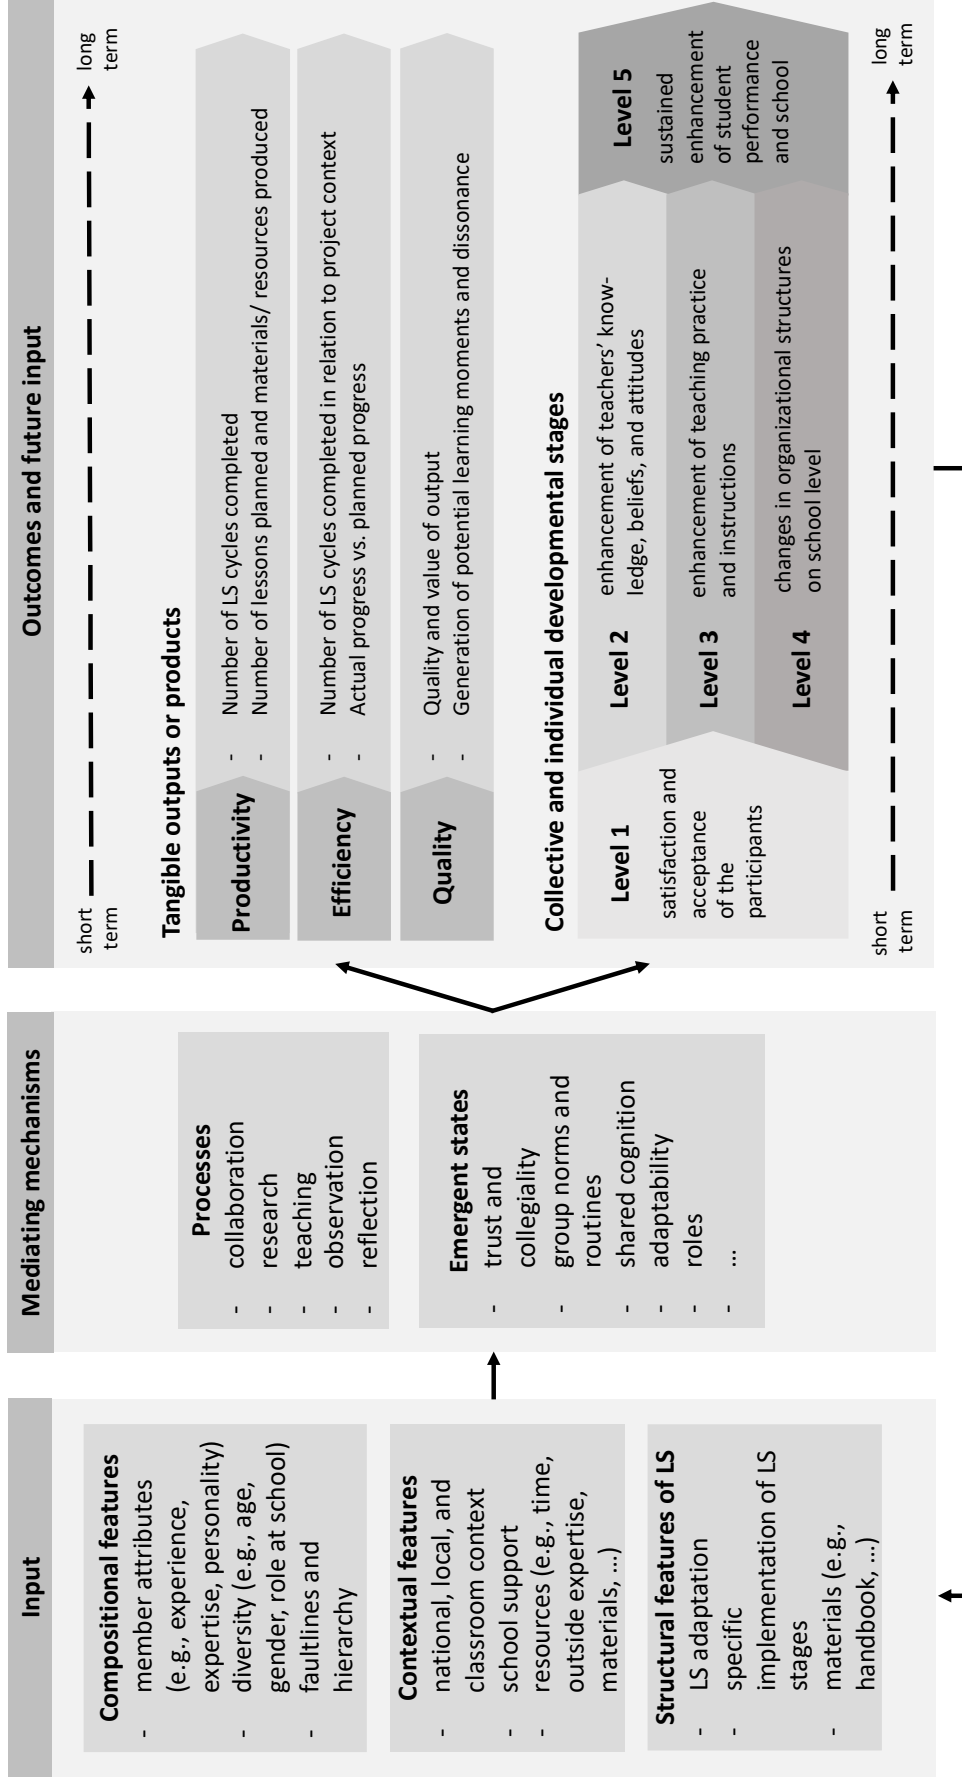 Input
Compositional features
- member attributes
(e.g., experience,
expertise, personality)
- diversity (e.g., age,
gender, role at school)
- faultlines and
hierarchy
Contextual features
- national, local, and
classroom context
- school support
- resources (e.g., time,
outside expertise,
materials, ...)
Structural features of LS
- LS adaptation
- specific
implementation of LS
stages
- materials (e.g.,
handbook, ...)
Mediating mechanisms
Processes
- collaboration
- research
- teaching
- observation
- reflection
Emergent states
- trust and
collegiality
- group norms and
routines
- shared cognition
- adaptability
- roles
- ...
Outcomes and future input
short
term
long
term
Tangible outputs or products
Productivity
- Number of LS cycles completed
- Number of lessons planned and materials/ resources produced
Efficiency
- Number of LS cycles completed in relation to project context
- Actual progress vs. planned progress
Quality
- Quality and value of output
- Generation of potential learning moments and dissonance
Collective and individual developmental stages
Level 1
satisfaction and
acceptance
of the
participants
Level 2
enhancement of teachers’ know-
ledge, beliefs, and attitudes
Level 3
enhancement of teaching practice
and instructions
Level 4
changes in organizational structures
on school level
Level 5
sustained
enhancement
of student
performance
and school
short
term
long
term